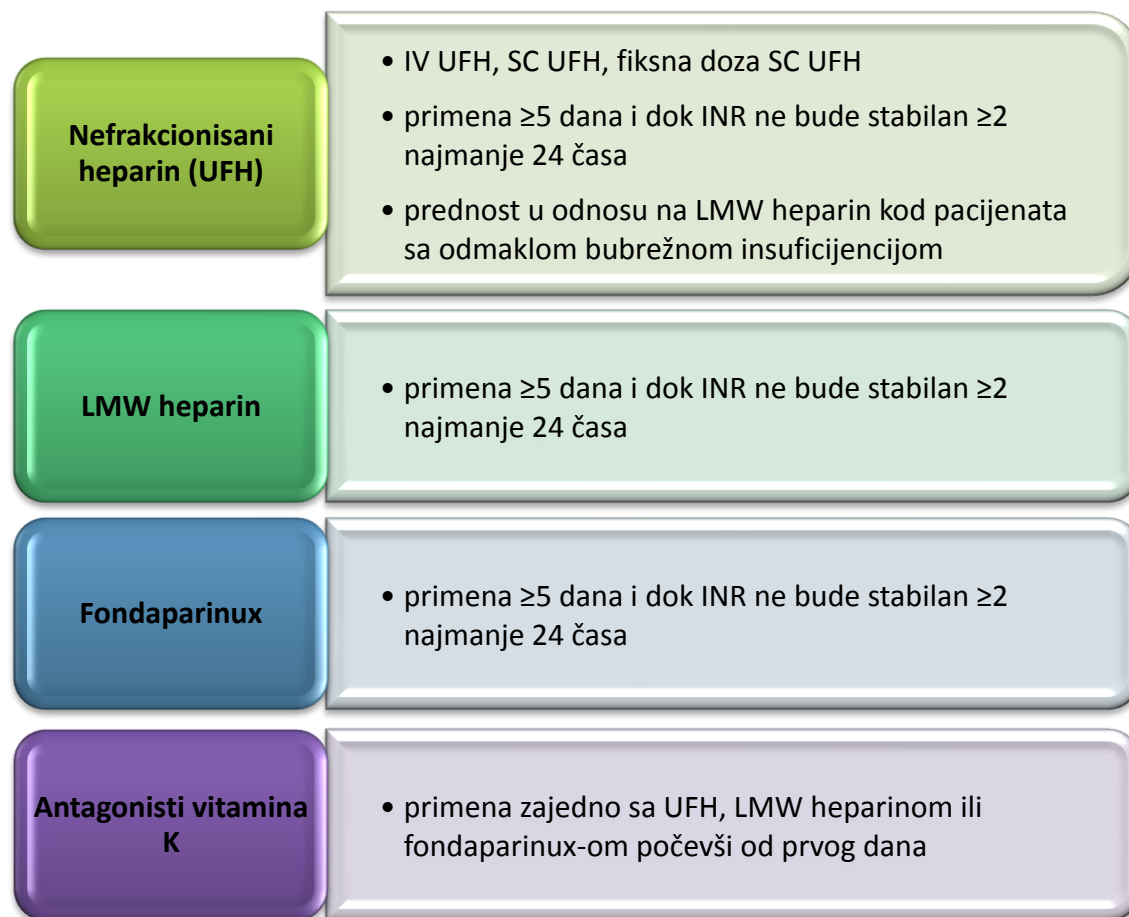 Nefrakcionisani
heparin (UFH)
• IV UFH, SC UFH, fiksna doza SC UFH
• primena ≥5 dana i dok INR ne bude stabilan ≥2
najmanje 24 časa
• prednost u odnosu na LMW heparin kod pacijenata
sa odmaklom bubrežnom insuficijencijom
LMW heparin
• primena ≥5 dana i dok INR ne bude stabilan ≥2
najmanje 24 časa
Fondaparinux
• primena ≥5 dana i dok INR ne bude stabilan ≥2
najmanje 24 časa
Antagonisti vitamina
K
• primena zajedno sa UFH, LMW heparinom ili
fondaparinux-om počevši od prvog dana